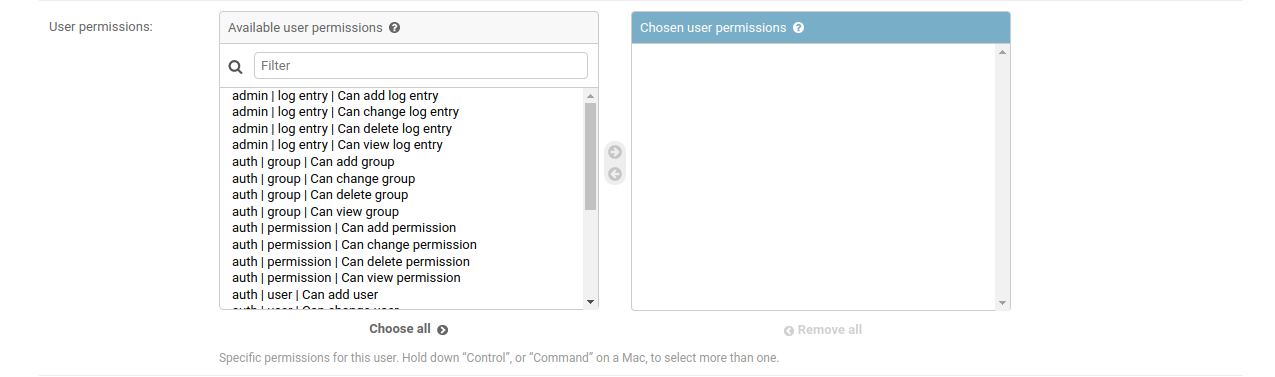 User permissions:
Available user permissions ?
Chosen user permissions ?
Filter
admin | log entry | Can add log entry
admin | log entry | Can change log entry
admin | log entry | Can delete log entry
admin | log entry | Can view log entry
auth | group | Can add group
auth | group | Can change group
auth | group | Can delete group
auth | group | Can view group
auth | permission | Can add permission
auth | permission | Can change permission
auth | permission | Can delete permission
auth | permission | Can view permission
auth | user | Can add user
auth | user | Can change user
Choose all
Remove all
Specific permissions for this user. Hold down “Control”, or “Command” on a Mac, to select more than one.